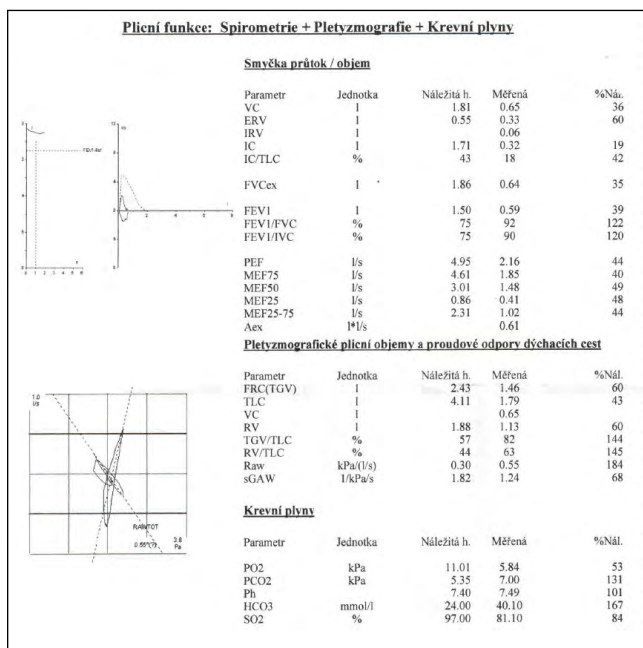 Plicní funkce: Spirometrie + Pletyzmografie + Krevní plyny
Smyčka průtok / objem
Parametr Jednotka Náležitá h. Měřená %Nál.
VC l 1.81 0.65 36
ERV l 0.55 0.33 60
IRV l 0.06
IC l 1.71 0.32 19
IC/TLC % 43 18 42
FVCex l 1.86 0.64 35
FEV1 l 1.50 0.59 39
FEV1/FVC % 75 92 122
FEV1/IVC % 75 90 120
PEF l/s 4.95 2.16 44
MEF75 l/s 4.61 1.85 40
MEF50 l/s 3.01 1.48 49
MEF25 l/s 0.86 0.41 48
MEF25-75 l/s 2.31 1.02 44
Aex l*l/s 0.61
Pletyzmografické plicní objemy a proudové odpory dýchacích cest
Parametr Jednotka Náležitá h. Měřená %Nál.
FRC(TGV) l 2.43 1.46 60
TLC l 4.11 1.79 43
VC l 0.65
RV l 1.88 1.13 60
TGV/TLC % 57 82 144
RV/TLC % 44 63 145
Raw kPa/(l/s) 0.30 0.55 184
sGAW 1/kPa/s 1.82 1.24 68
1.0
l/s
RAWTOT
3.8
Pa
Krevní plyny
Parametr Jednotka Náležitá h. Měřená %Nál.
PO2 kPa 11.01 5.84 53
PCO2 kPa 5.35 7.00 131
Ph 7.40 7.49 101
HCO3 mmol/l 24.00 40.10 167
SO2 % 97.00 81.10 84